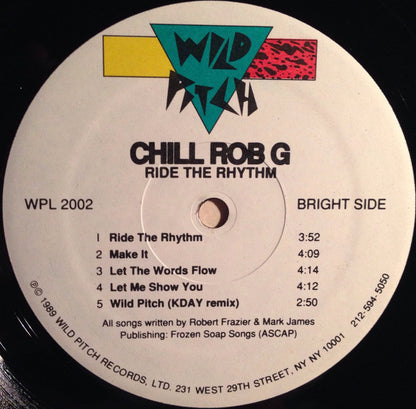 WILD
PITCH
CHILL ROB G
RIDE THE RHYTHM
WPL 2002
BRIGHT SIDE
1 Ride The Rhythm 3:52
2 Make It 4:09
3 Let The Words Flow 4:14
4 Let Me Show You 4:12
5 Wild Pitch (KDAY remix) 2:50
All songs written by Robert Frazier & Mark James
Publishing: Frozen Soap Songs (ASCAP)
℗© 1989 WILD PITCH RECORDS, LTD. 231 WEST 29TH STREET, NY NY 10001 212-594-5050